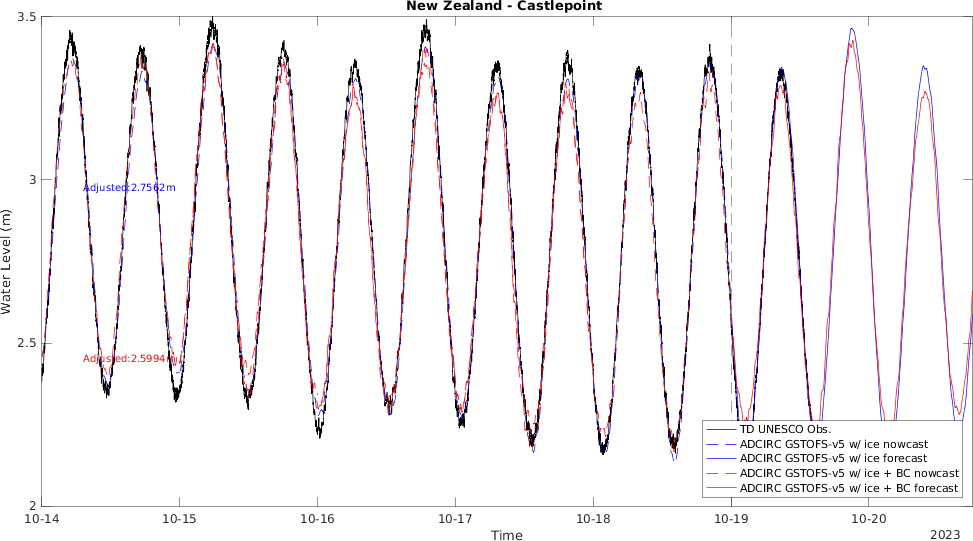 New Zealand - Castlepoint
3.5
3
2.5
2
Water Level (m)
Adjusted:2.7562m
Adjusted:2.5994m
TD UNESCO Obs.
ADCIRC GSTOFS-v5 w/ ice nowcast
ADCIRC GSTOFS-v5 w/ ice forecast
ADCIRC GSTOFS-v5 w/ ice + BC nowcast
ADCIRC GSTOFS-v5 w/ ice + BC forecast
10-14 10-15 10-16 10-17 10-18 10-19 10-20
Time
2023